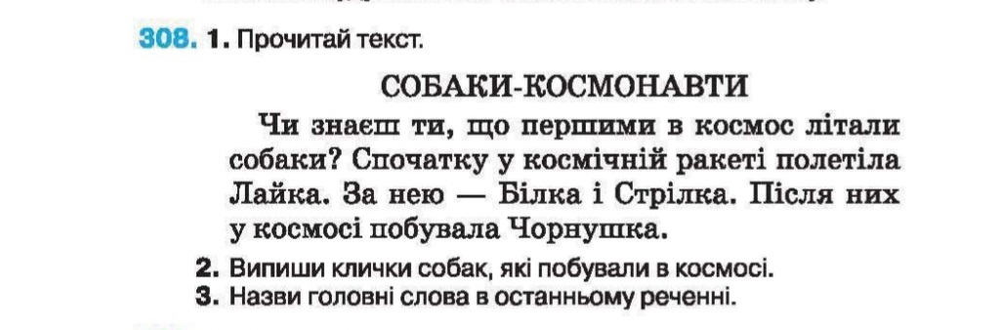 308. 1. Прочитай текст.
СОБАКИ-КОСМОНАВТИ
Чи знаєш ти, що першими в космос літали
собаки? Спочатку у космічній ракеті полетіла
Лайка. За нею — Білка і Стрілка. Після них
у космосі побувала Чорнушка.
2. Випиши клички собак, які побували в космосі.
3. Назви головні слова в останньому реченні.